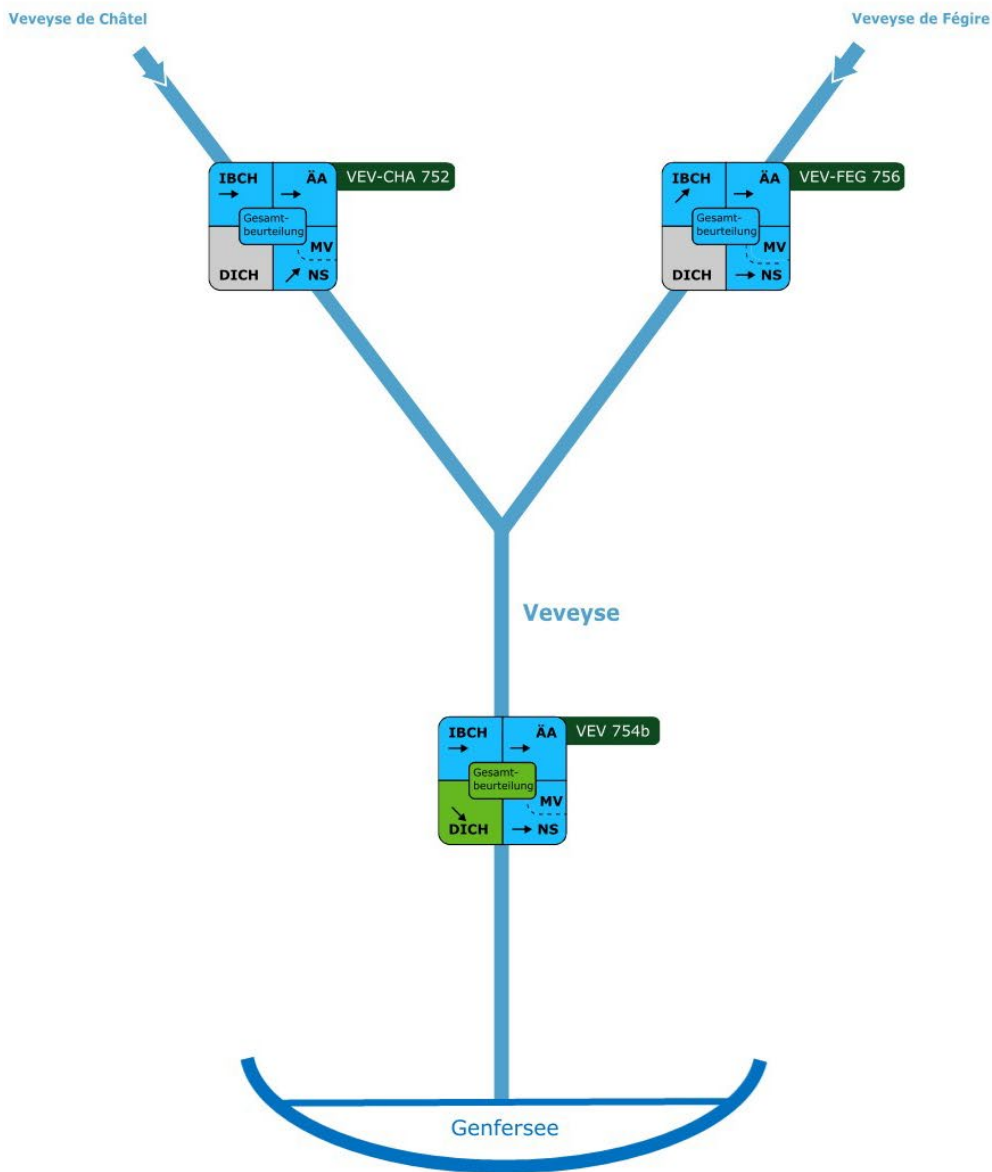 Veveyse de Châtel
Veveyse de Fégire
IBCH
ÄA
VEV-CHA 752
Gesamt-
beurteilung
MV
DICH
NS
IBCH
ÄA
VEV-FEG 756
Gesamt-
beurteilung
MV
DICH
NS
Veveyse
IBCH
ÄA
VEV 754b
Gesamt-
beurteilung
MV
DICH
NS
Genfersee